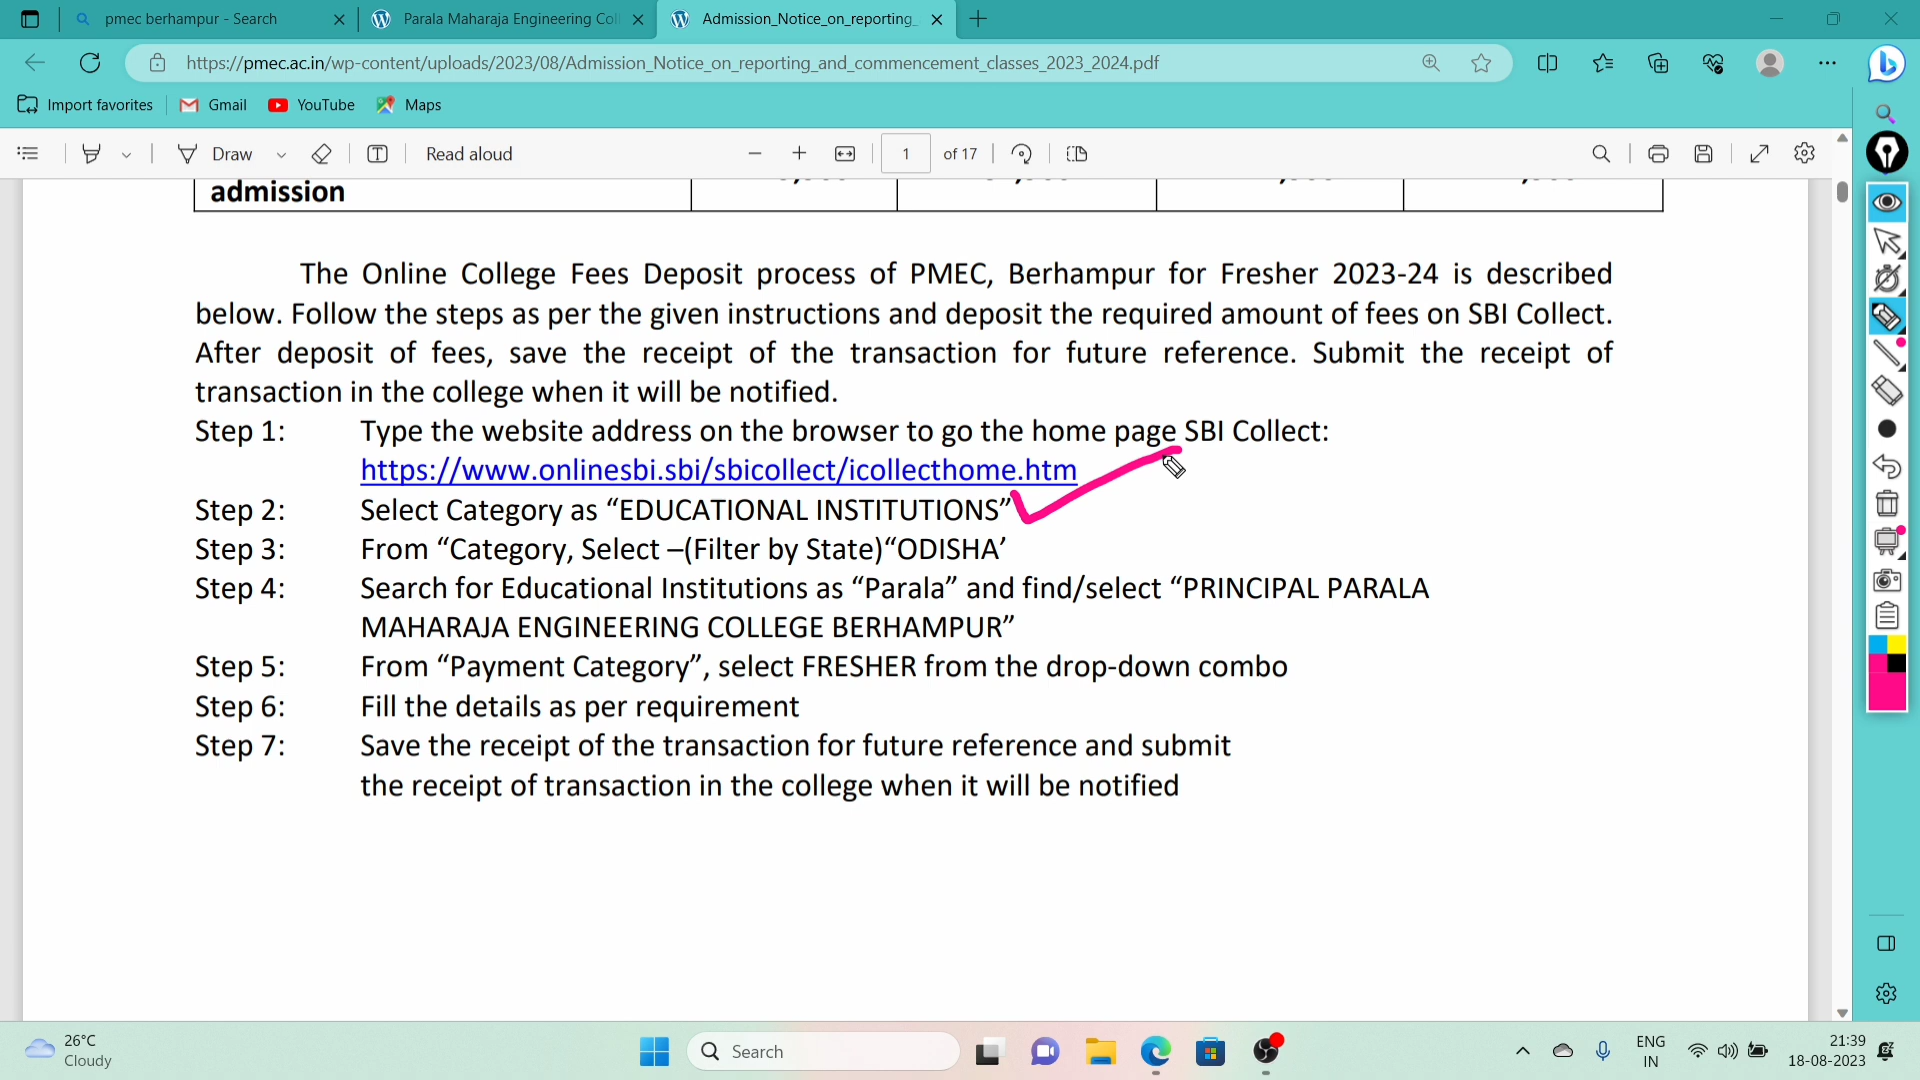 pmec berhampur - Search
Parala Maharaja Engineering Col
Admission_Notice_on_reporting_
https://pmec.ac.in/wp-content/uploads/2023/08/Admission_Notice_on_reporting_and_commencement_classes_2023_2024.pdf
Import favorites
Gmail
YouTube
Maps
Draw
Read aloud
1
of 17
admission
The Online College Fees Deposit process of PMEC, Berhampur for Fresher 2023-24 is described
below. Follow the steps as per the given instructions and deposit the required amount of fees on SBI Collect.
After deposit of fees, save the receipt of the transaction for future reference. Submit the receipt of
transaction in the college when it will be notified.
Step 1: Type the website address on the browser to go the home page SBI Collect:
https://www.onlinesbi.sbi/sbicollect/icollecthome.htm
Step 2: Select Category as “EDUCATIONAL INSTITUTIONS”
Step 3: From “Category, Select –(Filter by State)“ODISHA’
Step 4: Search for Educational Institutions as “Parala” and find/select “PRINCIPAL PARALA
MAHARAJA ENGINEERING COLLEGE BERHAMPUR”
Step 5: From “Payment Category”, select FRESHER from the drop-down combo
Step 6: Fill the details as per requirement
Step 7: Save the receipt of the transaction for future reference and submit
the receipt of transaction in the college when it will be notified
26°C
Cloudy
Search
ENG
IN
21:39
18-08-2023